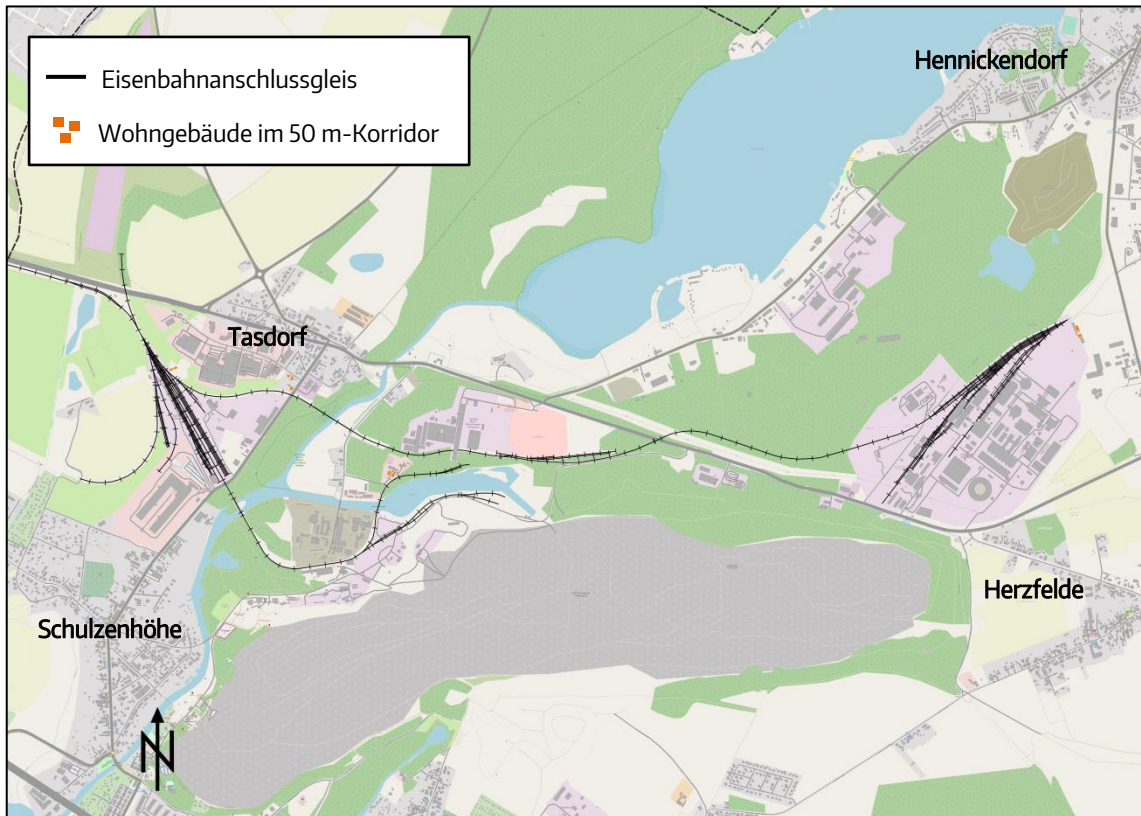 Eisenbahnanschlussgleis
Wohngebäude im 50 m-Korridor
Hennickendorf
Tasdorf
Herzfelde
Schulzenhöhe
N